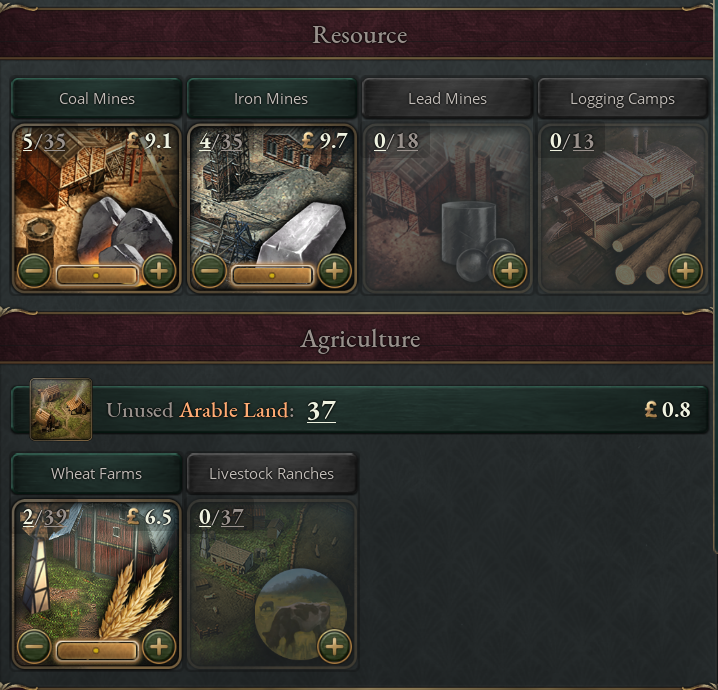 Resource
Coal Mines Iron Mines Lead Mines Logging Camps
5/35 £ 9.1 4/35 £ 9.7 0/18 0/13
Agriculture
Unused Arable Land: 37 £ 0.8
Wheat Farms Livestock Ranches
2/39 £ 6.5 0/37